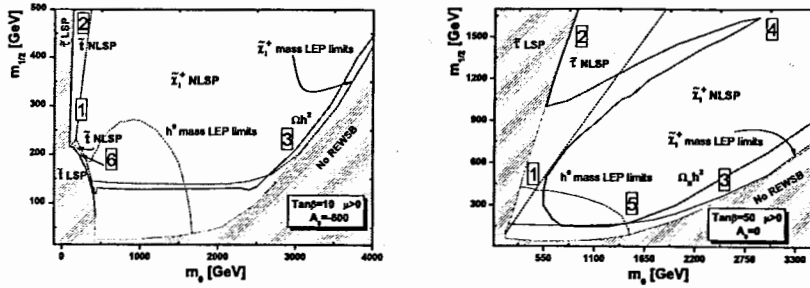 m1/2 [GeV]
500
400
300
200
100
0
1000
2000
3000
4000
m0 [GeV]
τ̃ LSP
2
τ̃ NLSP
χ̃1+ NLSP
χ̃1+ mass LEP limits
1
t̃ NLSP
h0 mass LEP limits
Ωh2
3
6
τ̃ LSP
No REWSB
Tanβ=10 μ>0
m1/2 [GeV]
1500
1200
900
600
300
550
1100
1650
2200
2750
3300
m0 [GeV]
τ̃ LSP
2
τ̃ NLSP
4
χ̃1+ NLSP
χ̃1+ mass LEP limits
1
h0 mass LEP limits
3
5
No REWSB
Tanβ=50 μ>0
A0=0